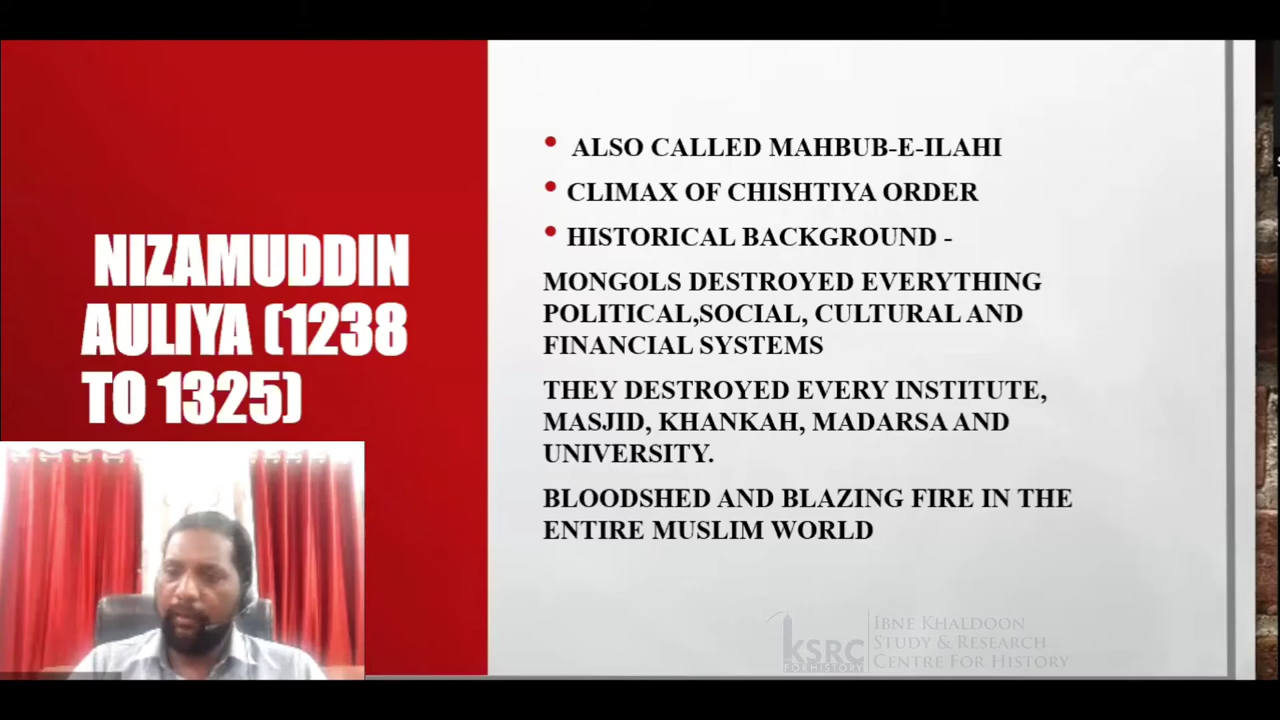 NIZAMUDDIN
AULIYA (1238
TO 1325)
• ALSO CALLED MAHBUB-E-ILAHI
• CLIMAX OF CHISHTIYA ORDER
• HISTORICAL BACKGROUND -
MONGOLS DESTROYED EVERYTHING
POLITICAL,SOCIAL, CULTURAL AND
FINANCIAL SYSTEMS
THEY DESTROYED EVERY INSTITUTE,
MASJID, KHANKAH, MADARSA AND
UNIVERSITY.
BLOODSHED AND BLAZING FIRE IN THE
ENTIRE MUSLIM WORLD
KSRC
FOR HISTORY
IBNE KHALDOON
STUDY & RESEARCH
CENTRE FOR HISTORY